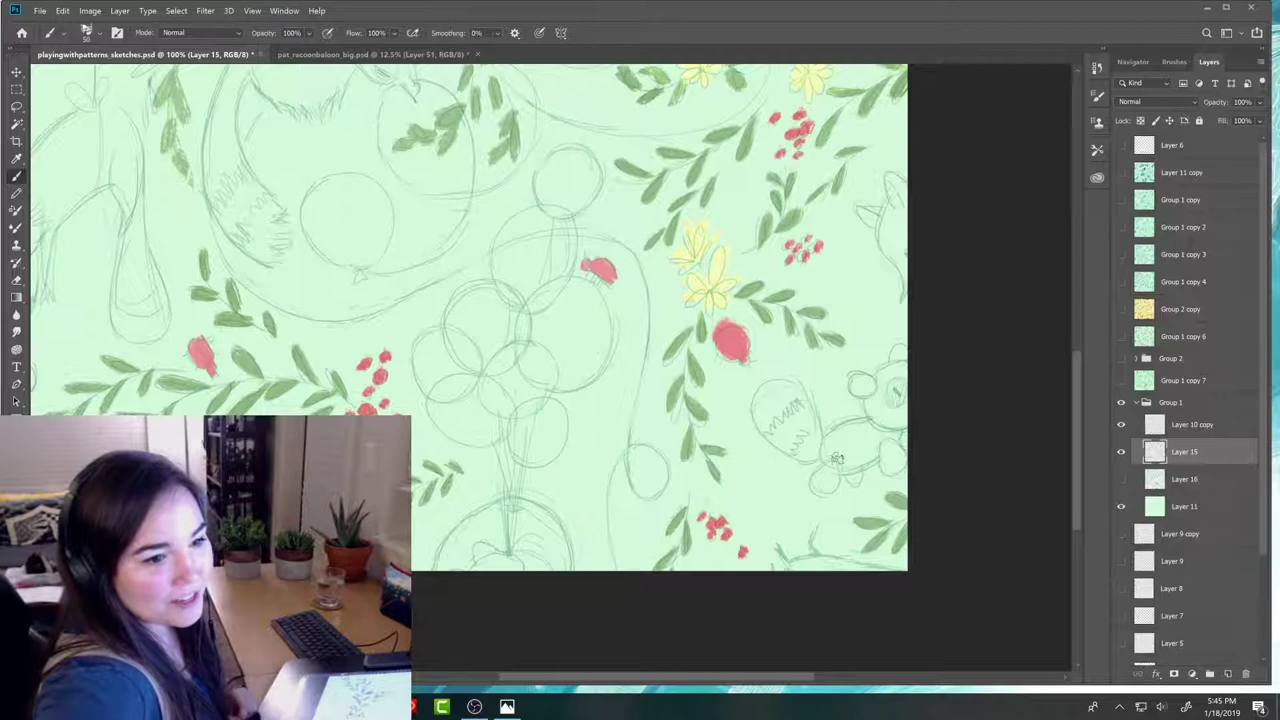 Ps File Edit Image Layer Type Select Filter 3D View Window Help
50 Mode: Normal Opacity: 100% Flow: 100% Smoothing: 0%
playingwithpatterns_sketches.psd @ 100% (Layer 15, RGB/8) * × pat_racoonbaloon_big.psd @ 12.5% (Layer 51, RGB/8) * ×
Navigator Brushes Layers
Kind
Normal Opacity: 100%
Lock: Fill: 100%
Layer 6
Layer 11 copy
Group 1 copy
Group 1 copy 2
Group 1 copy 3
Group 1 copy 4
Group 2 copy
Group 1 copy 6
Group 2
Group 1 copy 7
Group 1
Layer 10 copy
Layer 15
Layer 16
Layer 11
Layer 9 copy
Layer 9
Layer 8
Layer 7
Layer 5
5:45 PM
1/18/2019
4